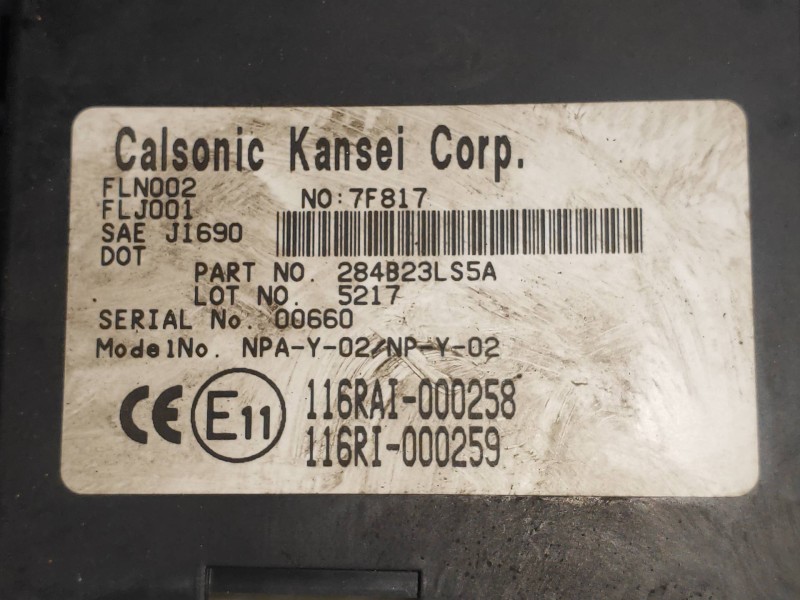 Calsonic Kansei Corp.
FLN002
NO:7F817
FLJ001
SAE J1690
DOT
PART NO. 284B23LS5A
LOT NO. 5217
SERIAL No. 00660
ModelNo. NPA-Y-02/NP-Y-02
CE E11 116RAI-000258
116RI-000259